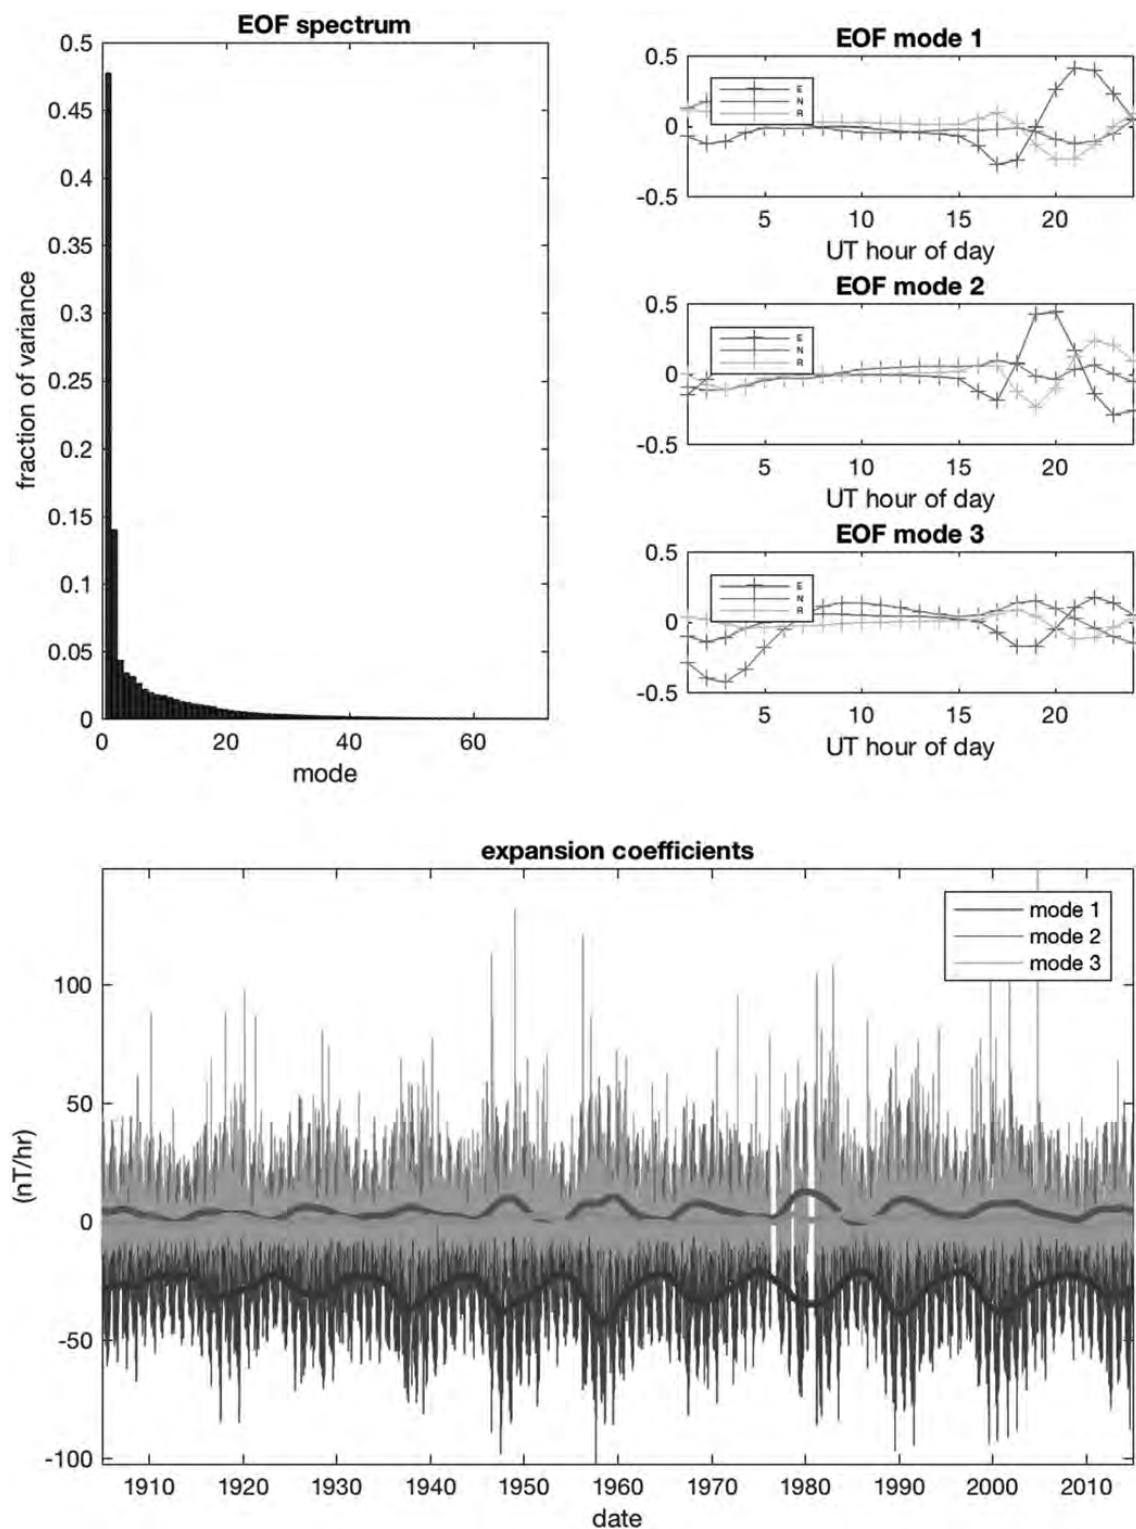 EOF spectrum
0.5
0.45
0.4
0.35
0.3
0.25
0.2
0.15
0.1
0.05
0
fraction of variance
0
20
40
60
mode
EOF mode 1
0.5
0
-0.5
E
N
R
5
10
15
20
UT hour of day
EOF mode 2
0.5
0
-0.5
E
N
R
5
10
15
20
UT hour of day
EOF mode 3
0.5
0
-0.5
E
N
R
5
10
15
20
UT hour of day
expansion coefficients
mode 1
mode 2
mode 3
100
50
0
-50
-100
(nT/hr)
1910
1920
1930
1940
1950
1960
1970
1980
1990
2000
2010
date